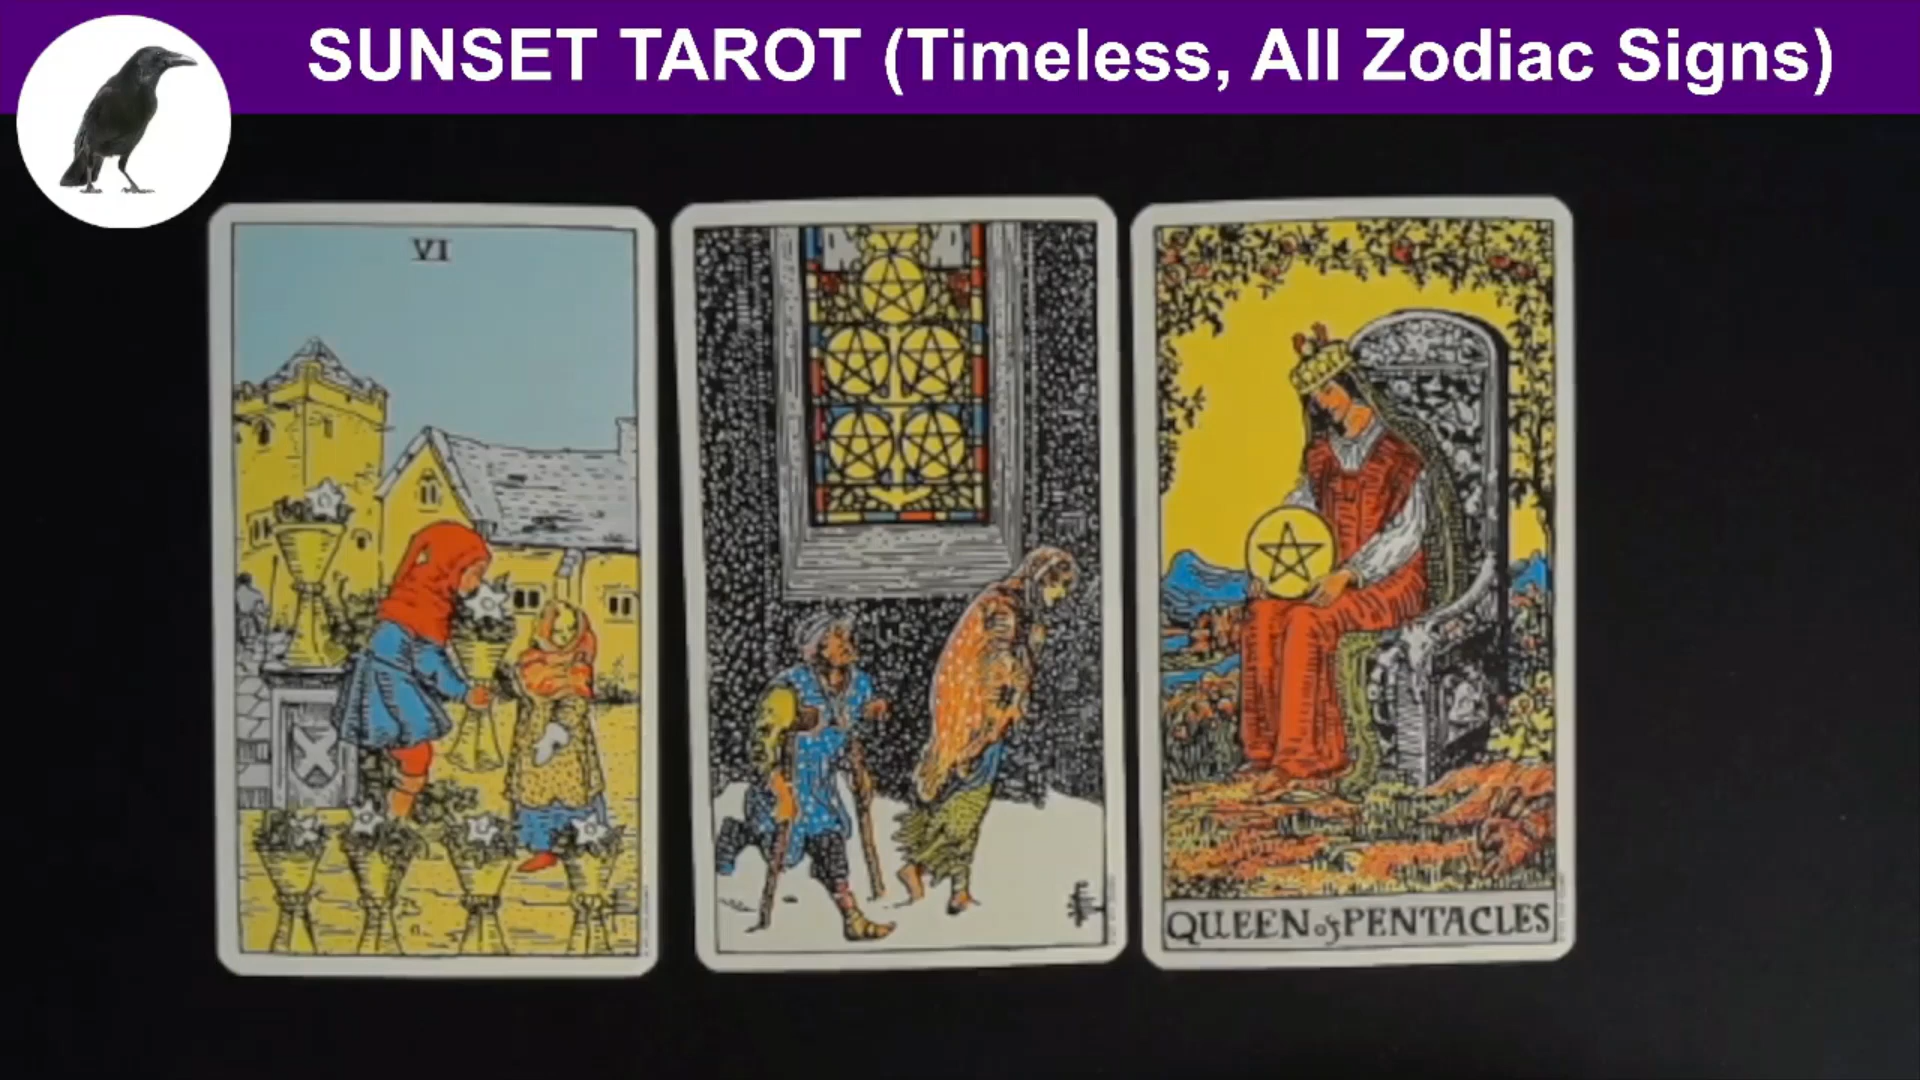 SUNSET TAROT (Timeless, All Zodiac Signs)
VI
QUEEN of PENTACLES